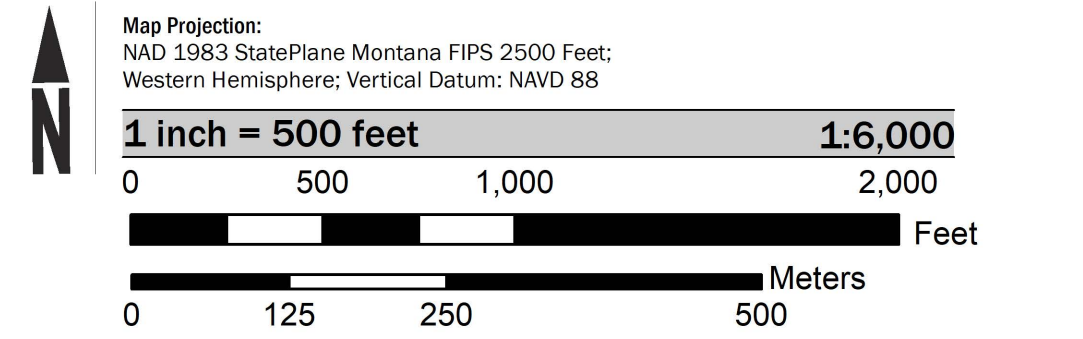 N
Map Projection:
NAD 1983 StatePlane Montana FIPS 2500 Feet;
Western Hemisphere; Vertical Datum: NAVD 88
1 inch = 500 feet 1:6,000
0 500 1,000 2,000
Feet
Meters
0 125 250 500